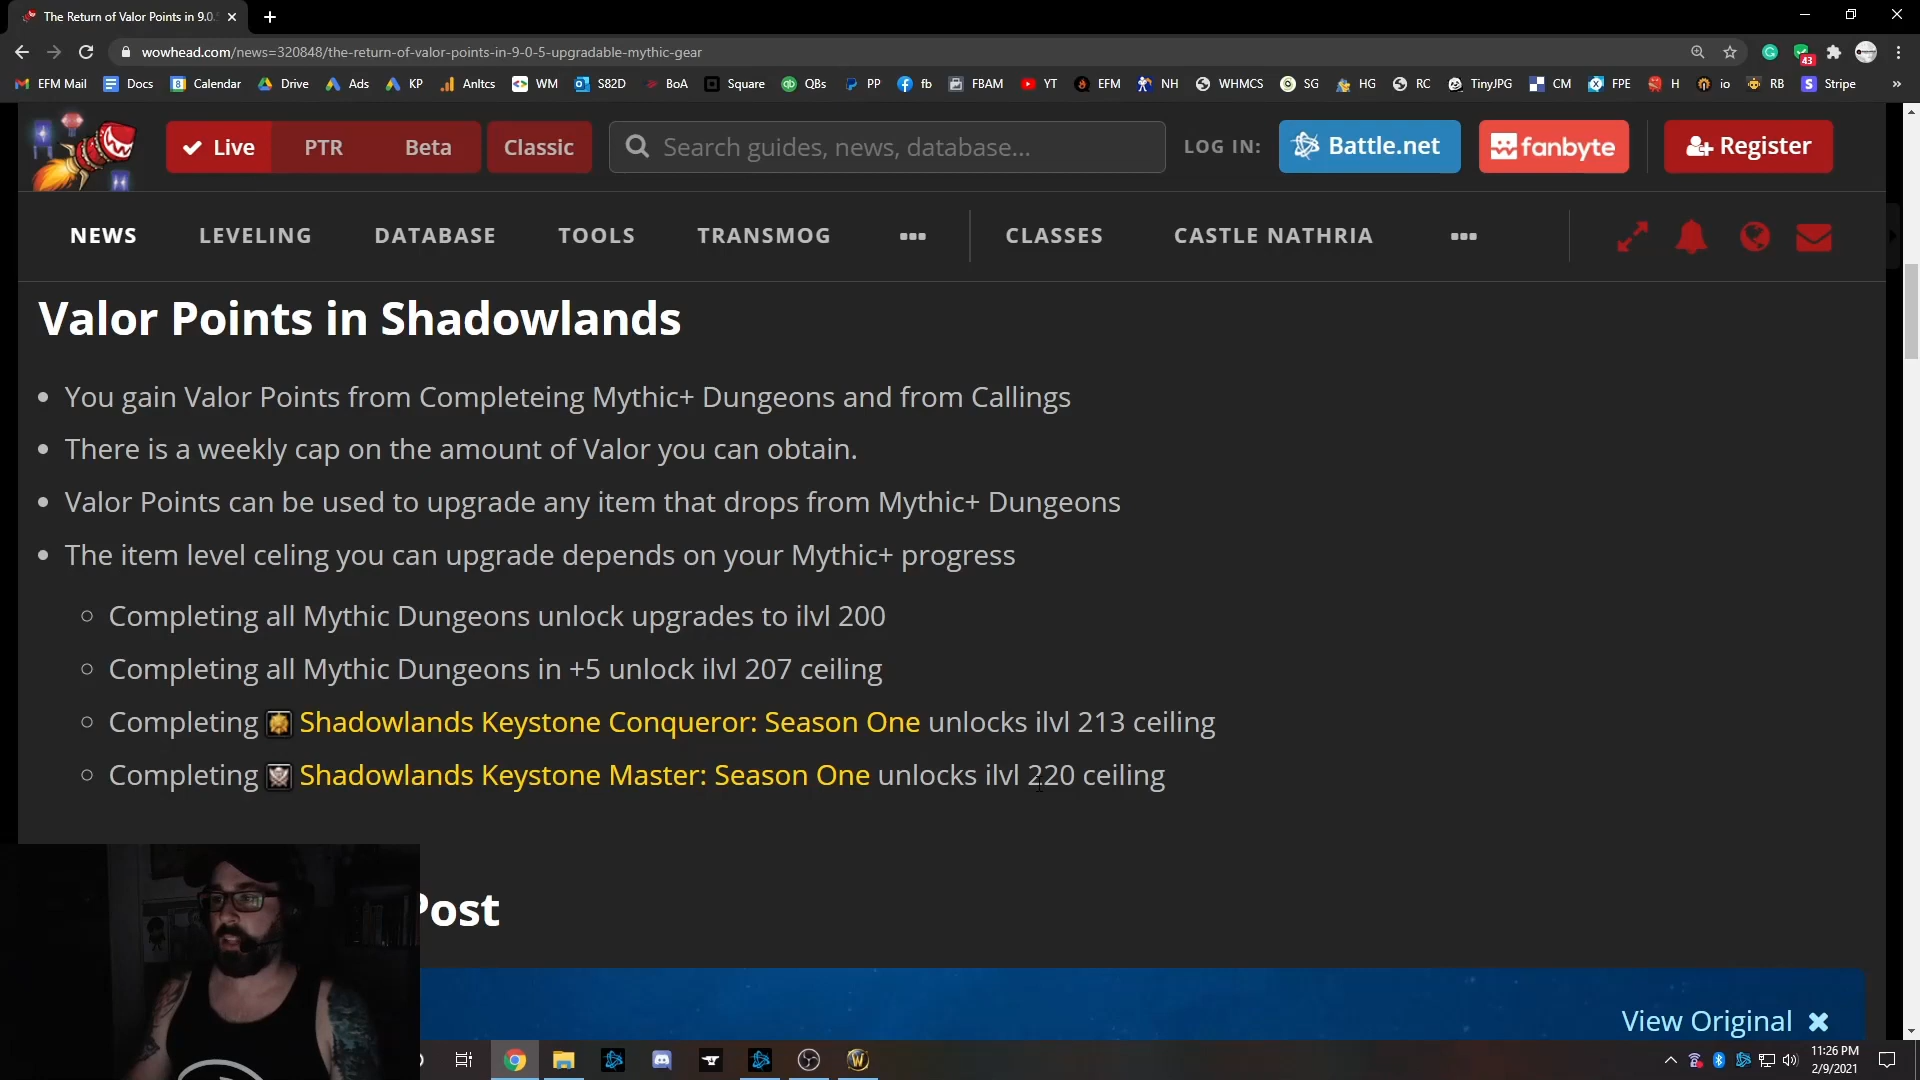 The Return of Valor Points in 9.0.
wowhead.com/news=320848/the-return-of-valor-points-in-9-0-5-upgradable-mythic-gear
EFM Mail Docs Calendar Drive Ads KP Anltcs WM S82D BoA Square QBs PP fb FBAM YT EFM NH WHMCS SG HG RC TinyJPG CM FPE H io RB Stripe »
43
Live PTR Beta Classic Search guides, news, database... LOG IN: Battle.net fanbyte Register
NEWS LEVELING DATABASE TOOLS TRANSMOG ••• CLASSES CASTLE NATHRIA •••
Valor Points in Shadowlands
• You gain Valor Points from Completeing Mythic+ Dungeons and from Callings
• There is a weekly cap on the amount of Valor you can obtain.
• Valor Points can be used to upgrade any item that drops from Mythic+ Dungeons
• The item level celing you can upgrade depends on your Mythic+ progress
○ Completing all Mythic Dungeons unlock upgrades to ilvl 200
○ Completing all Mythic Dungeons in +5 unlock ilvl 207 ceiling
○ Completing Shadowlands Keystone Conqueror: Season One unlocks ilvl 213 ceiling
○ Completing Shadowlands Keystone Master: Season One unlocks ilvl 220 ceiling
Post
View Original
11:26 PM
2/9/2021